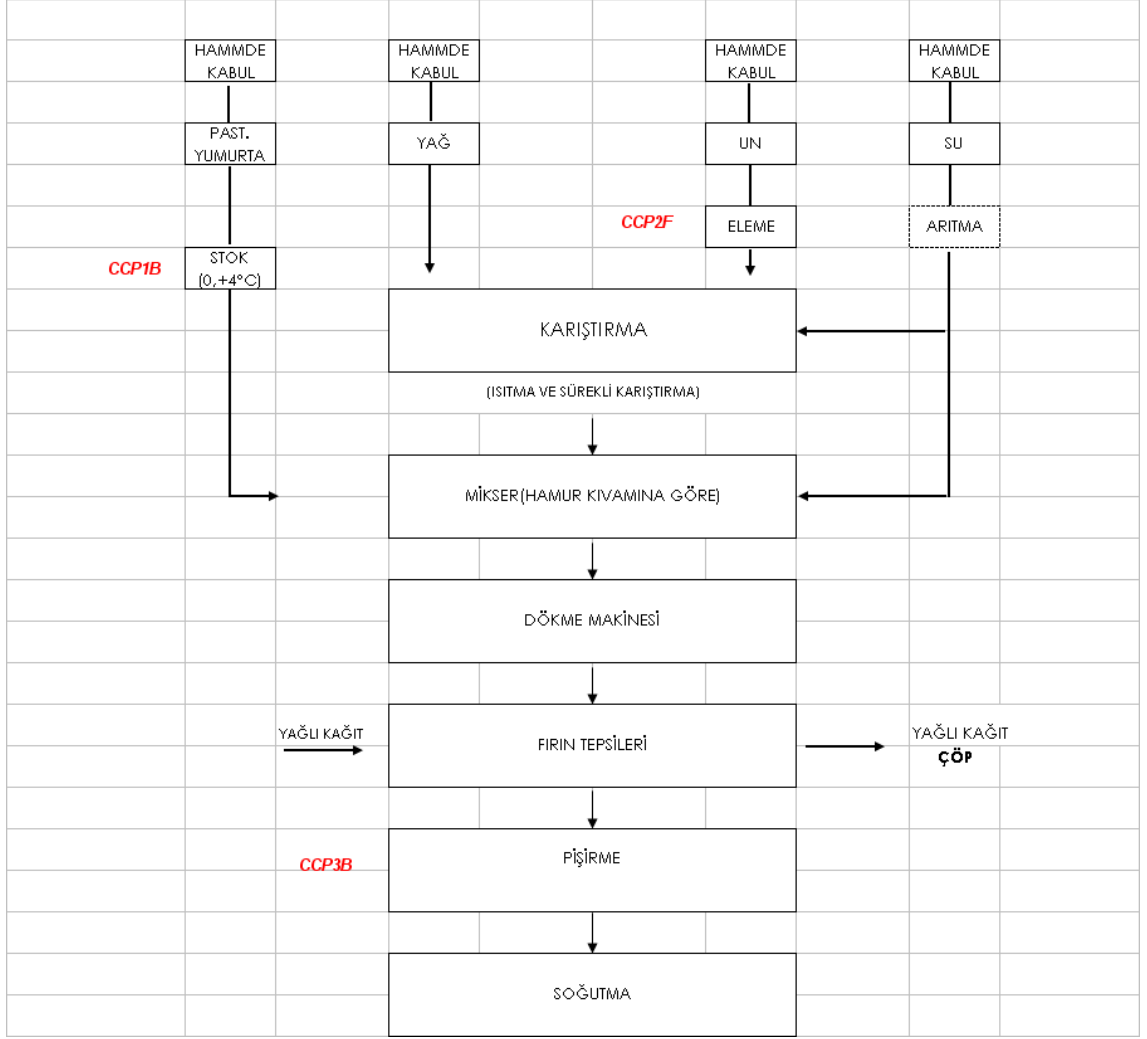 HAMMDE
KABUL
HAMMDE
KABUL
HAMMDE
KABUL
HAMMDE
KABUL
PAST.
YUMURTA
YAĞ
UN
SU
CCP2F
ELEME
ARITMA
CCP1B
STOK
(0,+4°C)
KARIŞTIRMA
(ISITMA VE SÜREKLİ KARIŞTIRMA)
MİKSER(HAMUR KIVAMINA GÖRE)
DÖKME MAKİNESİ
YAĞLI KAĞIT
FIRIN TEPSİLERİ
YAĞLI KAĞIT
ÇÖP
CCP3B
PİŞİRME
SOĞUTMA